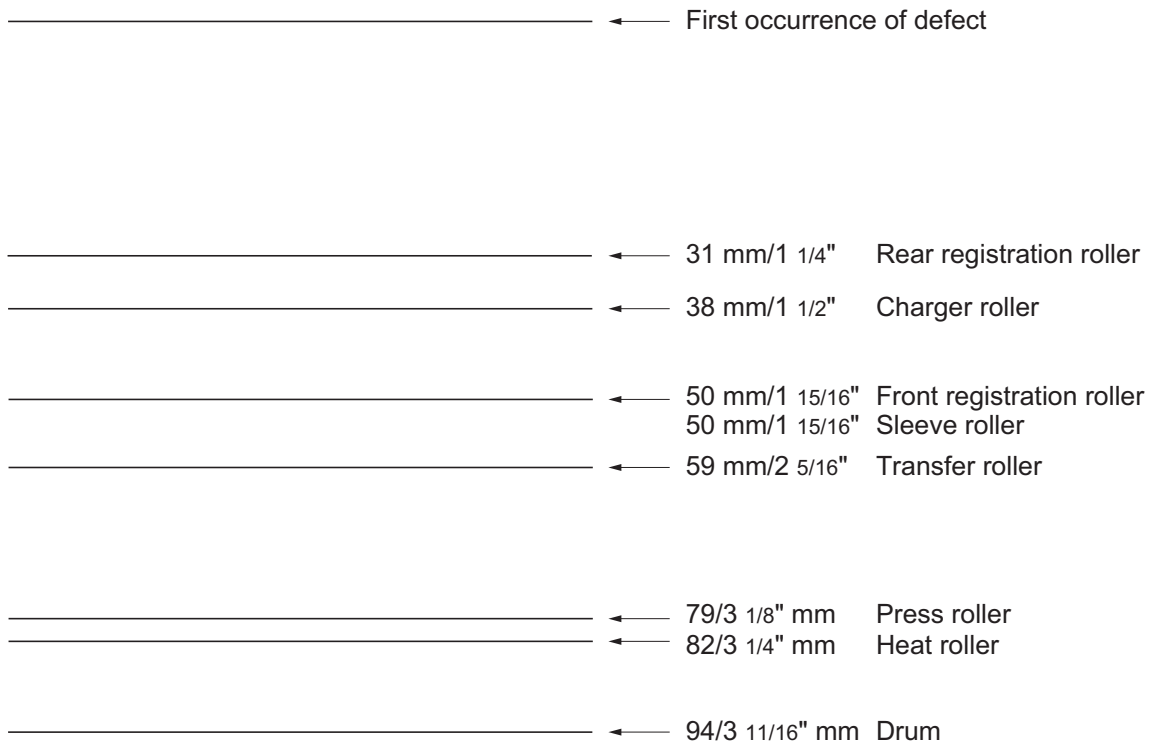 First occurrence of defect
31 mm/1 1/4" Rear registration roller
38 mm/1 1/2" Charger roller
50 mm/1 15/16" Front registration roller
50 mm/1 15/16" Sleeve roller
59 mm/2 5/16" Transfer roller
79/3 1/8" mm Press roller
82/3 1/4" mm Heat roller
94/3 11/16" mm Drum